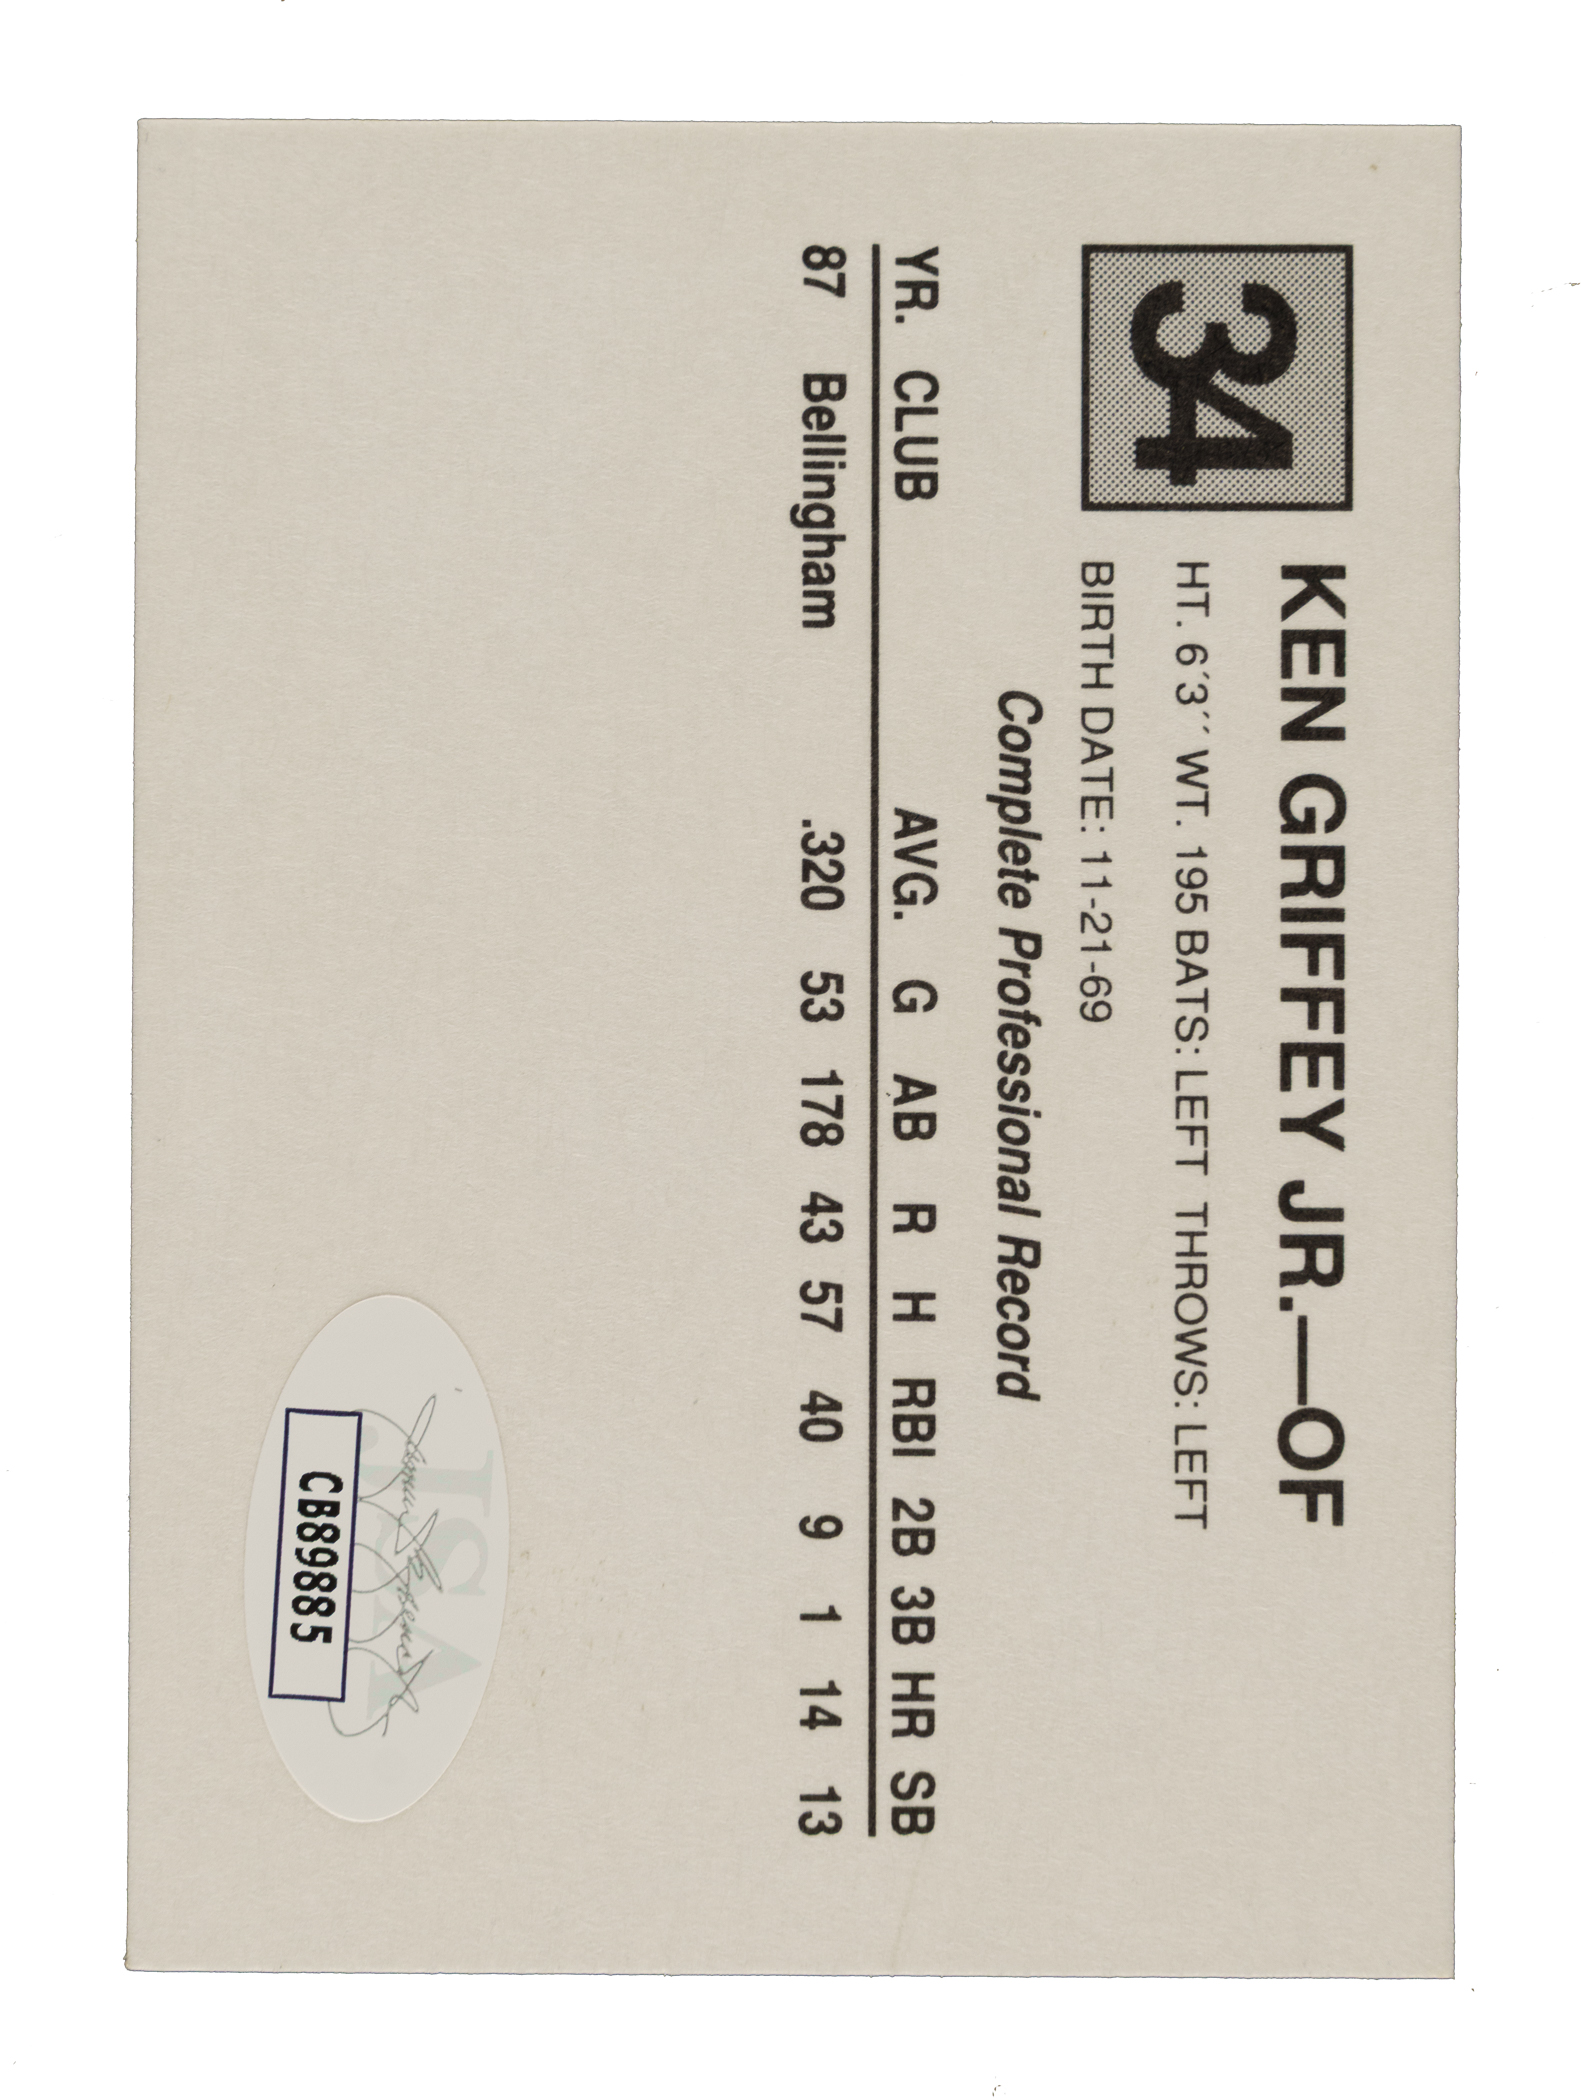 34
KEN GRIFFEY JR.—OF
HT. 6´3´´ WT. 195 BATS: LEFT THROWS: LEFT
BIRTH DATE: 11-21-69
Complete Professional Record
YR. CLUB AVG. G AB R H RBI 2B 3B HR SB
87 Bellingham .320 53 178 43 57 40 9 1 14 13
JSA
CB89885